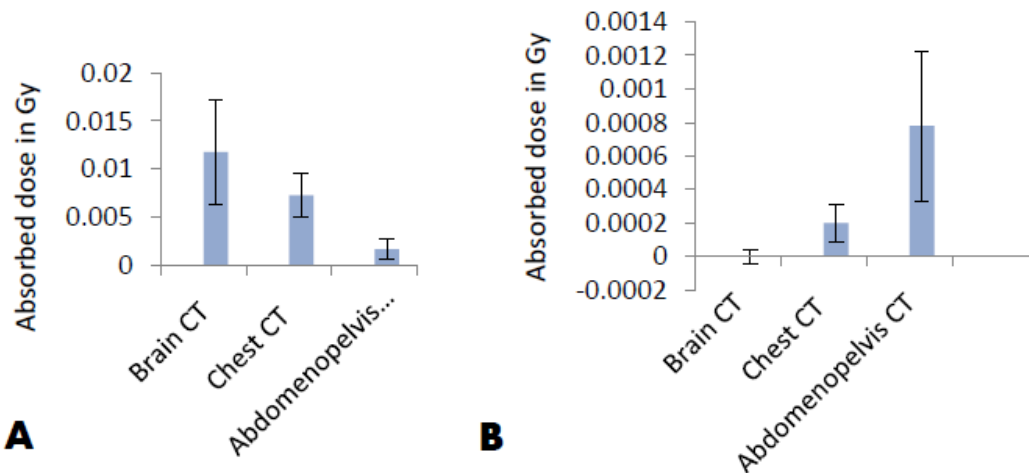 Absorbed dose in Gy
0.02
0.015
0.01
0.005
0
Brain CT
Chest CT
Abdomenopelvis...
A
Absorbed dose in Gy
0.0014
0.0012
0.001
0.0008
0.0006
0.0004
0.0002
0
-0.0002
Brain CT
Chest CT
Abdomenopelvis CT
B